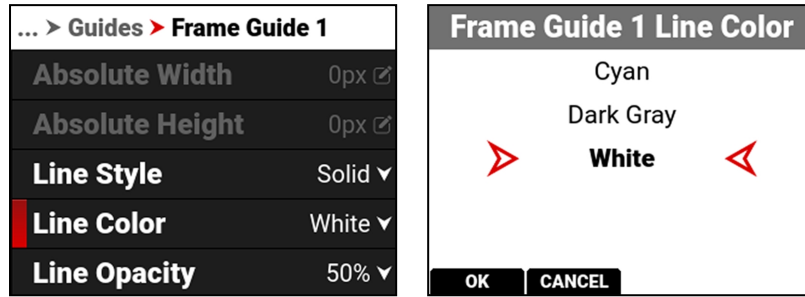 ... > Guides > Frame Guide 1
Absolute Width 0px
Absolute Height 0px
Line Style Solid
Line Color White
Line Opacity 50%
Frame Guide 1 Line Color
Cyan
Dark Gray
White
OK CANCEL